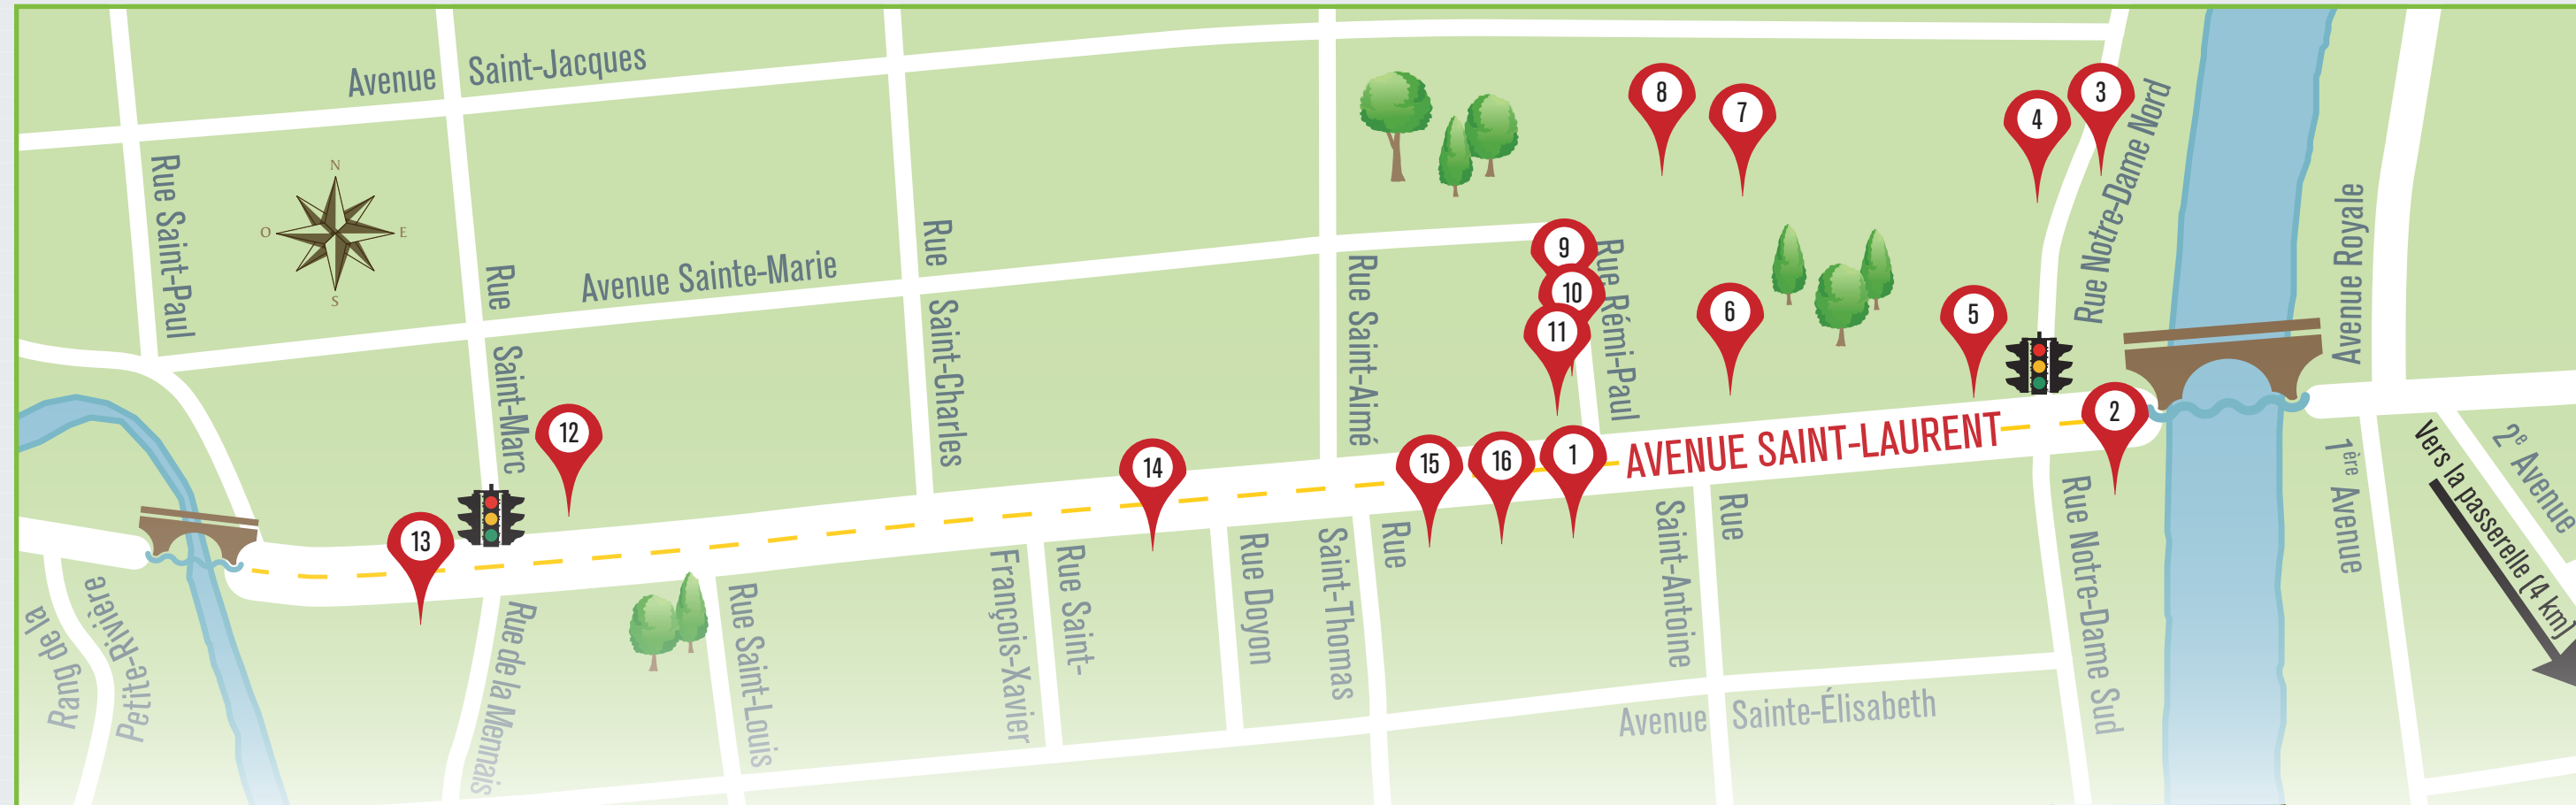 Avenue Saint-Jacques
8
7
4
3
Rue Notre-Dame Nord
Rue Saint-Paul
N
O
E
S
Avenue Royale
Rue Saint-Marc
Avenue Sainte-Marie
Rue Saint-Charles
Rue Saint-Aimé
9
10
11
Rue Rémi-Paul
6
5
12
14
15
16
1
AVENUE SAINT-LAURENT
2
13
Rang de la
Petite-Rivière
Rue de la Mennais
Rue Saint-Louis
Rue Saint-
François-Xavier
Rue Doyon
Rue
Saint-Thomas
Rue
Saint-Antoine
Rue Notre-Dame Sud
1ère Avenue
2e Avenue
Vers la passerelle (4 km)
Avenue Sainte-Élisabeth